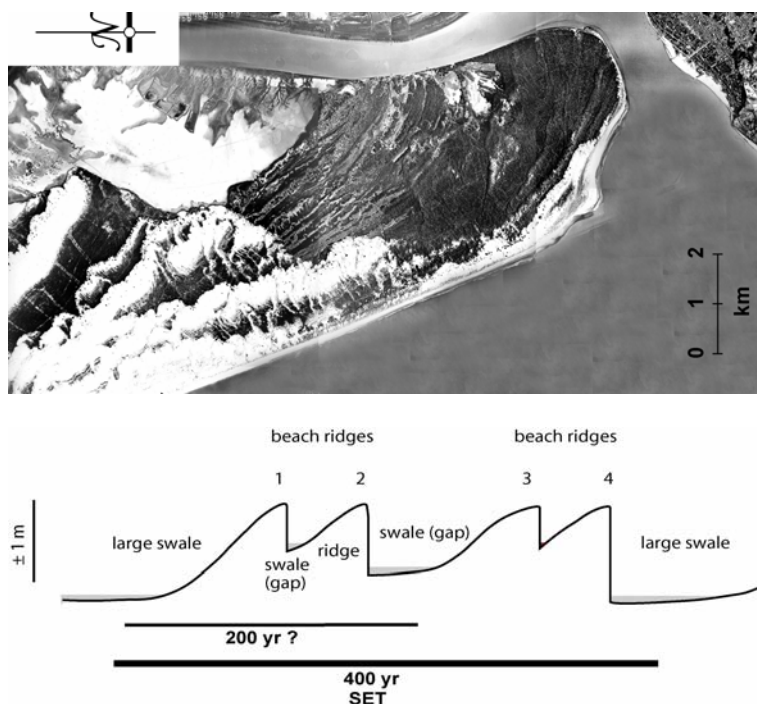 N
2
1
0
km
beach ridges beach ridges
1 2 3 4
± 1 m
large swale
swale (gap)
ridge
swale (gap)
large swale
200 yr ?
400 yr
SET